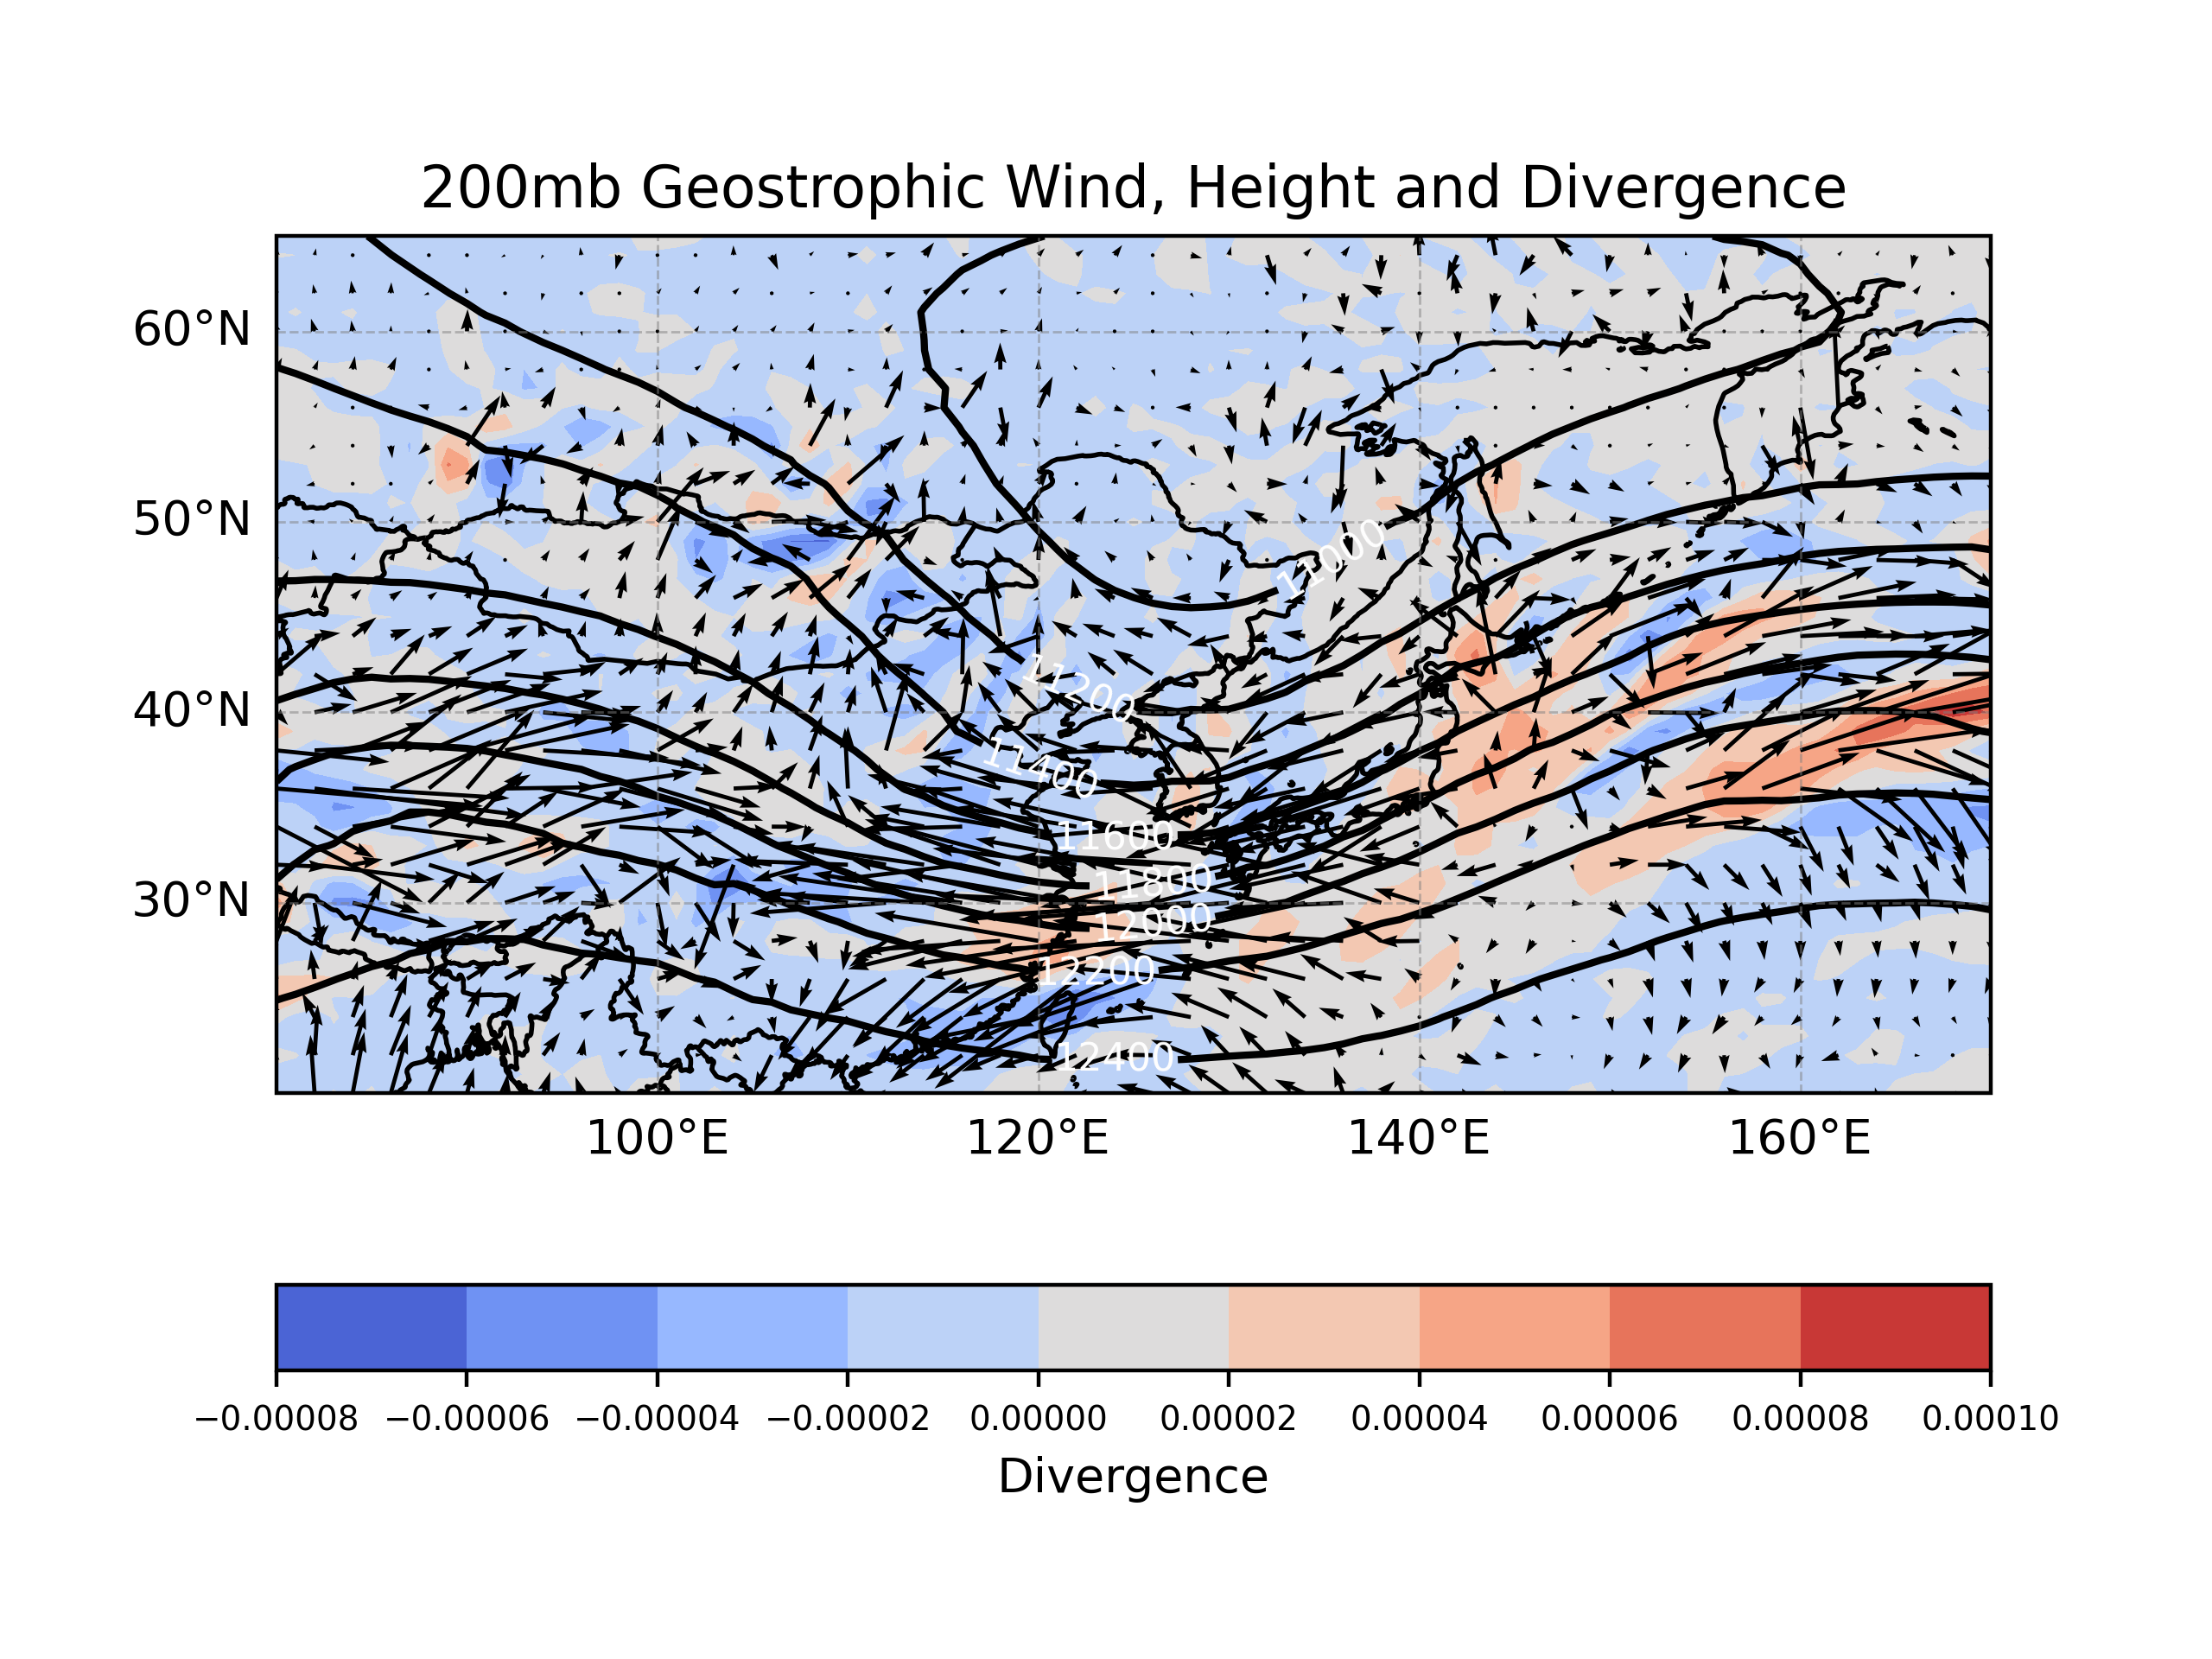 200mb Geostrophic Wind, Height and Divergence
60°N
50°N
40°N
30°N
11000
11200
11400
11600
11800
12000
12200
12400
100°E 120°E 140°E 160°E
−0.00008 −0.00006 −0.00004 −0.00002 0.00000 0.00002 0.00004 0.00006 0.00008 0.00010
Divergence